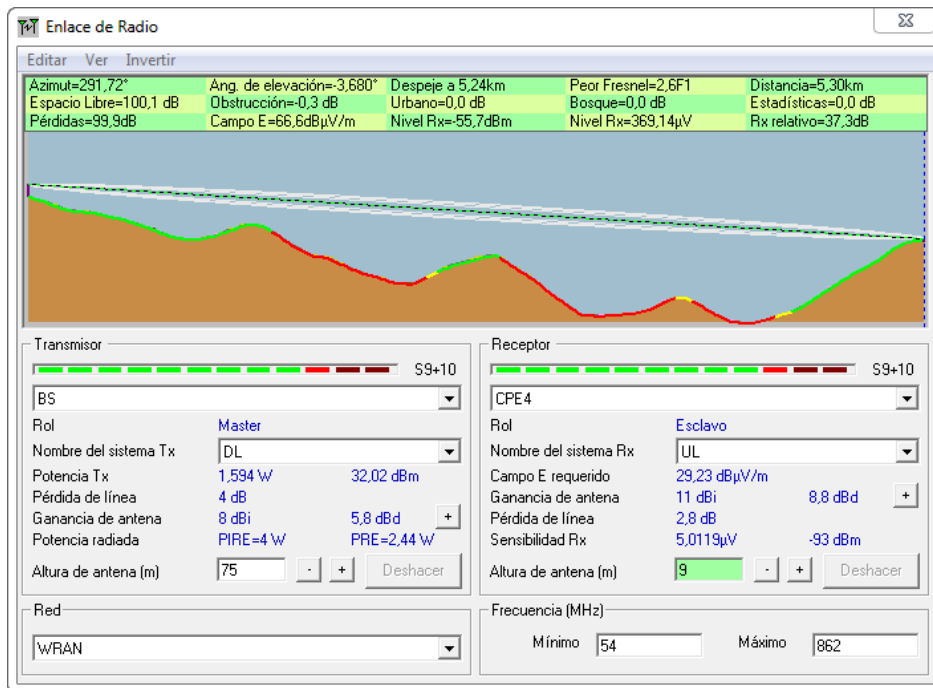 Enlace de Radio
Editar Ver Invertir
Azimut=291,72° Ang. de elevación=-3,680° Despeje a 5,24km Peor Fresnel=2,6F1 Distancia=5,30km
Espacio Libre=100,1 dB Obstrucción=-0,3 dB Urbano=0,0 dB Bosque=0,0 dB Estadísticas=0,0 dB
Pérdidas=99,9dB Campo E=66,6dBµV/m Nivel Rx=-55,7dBm Nivel Rx=369,14µV Rx relativo=37,3dB
Transmisor
S9+10
BS
Rol Master
Nombre del sistema Tx DL
Potencia Tx 1,594 W 32,02 dBm
Pérdida de línea 4 dB
Ganancia de antena 8 dBi 5,8 dBd +
Potencia radiada PIRE=4 W PRE=2,44 W
Altura de antena (m) 75 - + Deshacer
Receptor
S9+10
CPE4
Rol Esclavo
Nombre del sistema Rx UL
Campo E requerido 29,23 dBµV/m
Ganancia de antena 11 dBi 8,8 dBd +
Pérdida de línea 2,8 dB
Sensibilidad Rx 5,0119µV -93 dBm
Altura de antena (m) 9 - + Deshacer
Red
WRAN
Frecuencia (MHz)
Mínimo 54 Máximo 862